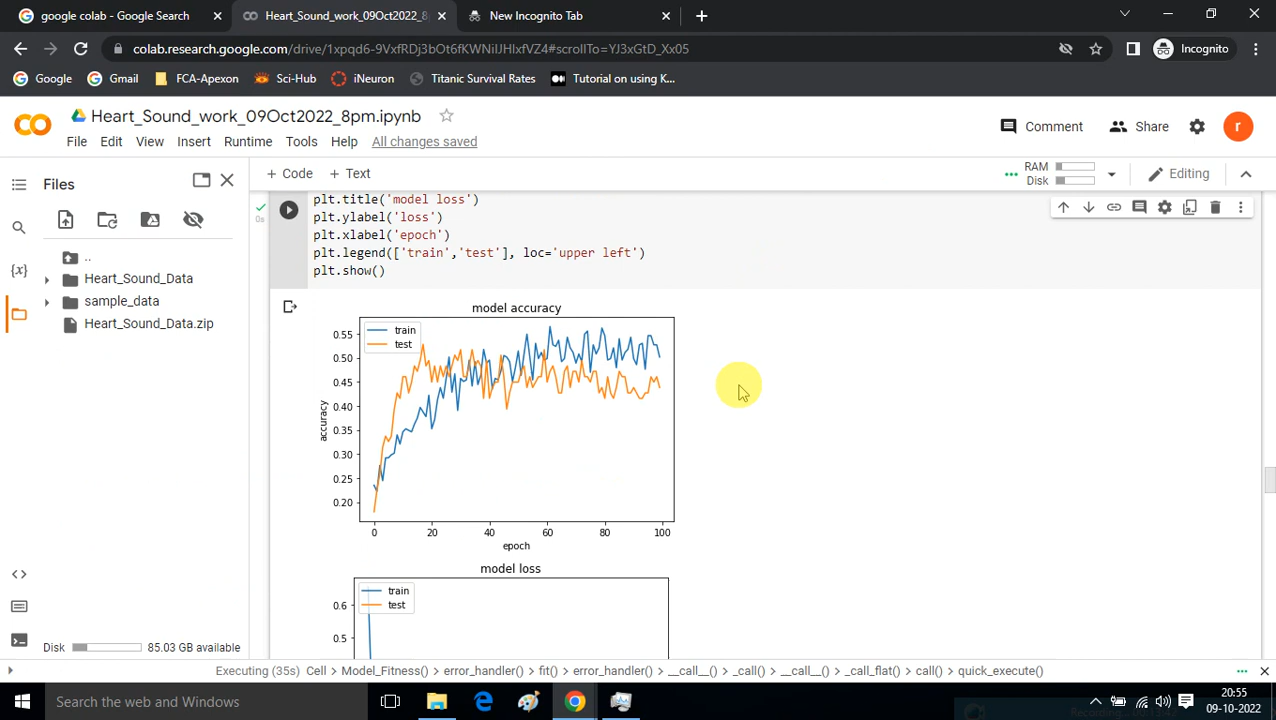 google colab - Google Search
Heart_Sound_work_09Oct2022_8
New Incognito Tab
colab.research.google.com/drive/1xpqd6-9VxfRDj3bOt6fKWNiIJHlxfVZ4#scrollTo=YJ3xGtD_Xx05
Incognito
Google
Gmail
FCA-Apexon
Sci-Hub
iNeuron
Titanic Survival Rates
Tutorial on using K...
Heart_Sound_work_09Oct2022_8pm.ipynb
Comment
Share
r
File Edit View Insert Runtime Tools Help All changes saved
Files
+ Code + Text
RAM
Disk
Editing
plt.title('model loss')
plt.ylabel('loss')
plt.xlabel('epoch')
plt.legend(['train','test'], loc='upper left')
plt.show()
0s
{x}
..
Heart_Sound_Data
sample_data
Heart_Sound_Data.zip
model accuracy
train
test
0.55
0.50
0.45
0.40
0.35
0.30
0.25
0.20
accuracy
0 20 40 60 80 100
epoch
model loss
train
test
0.6
0.5
Disk
85.03 GB available
Executing (35s) Cell > Model_Fitness() > error_handler() > fit() > error_handler() > __call__() > _call() > __call__() > _call_flat() > call() > quick_execute()
Search the web and Windows
20:55
09-10-2022